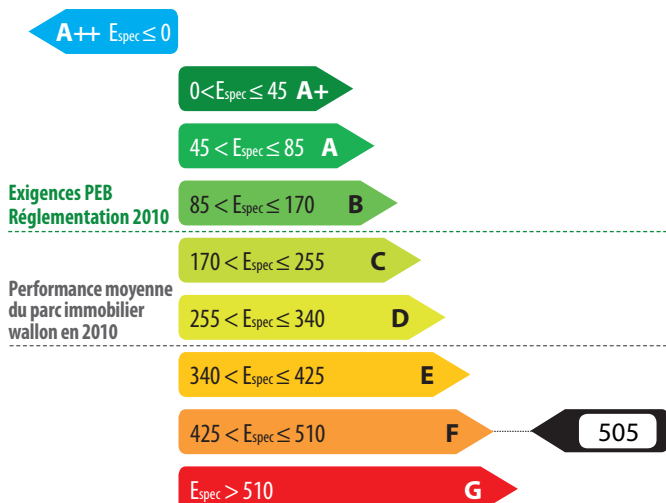 A++ Espec ≤ 0
0<Espec ≤ 45 A+
45 < Espec ≤ 85 A
Exigences PEB
Réglementation 2010
85 < Espec ≤ 170 B
170 < Espec ≤ 255 C
Performance moyenne
du parc immobilier
wallon en 2010
255 < Espec ≤ 340 D
340 < Espec ≤ 425 E
425 < Espec ≤ 510 F 505
Espec > 510 G